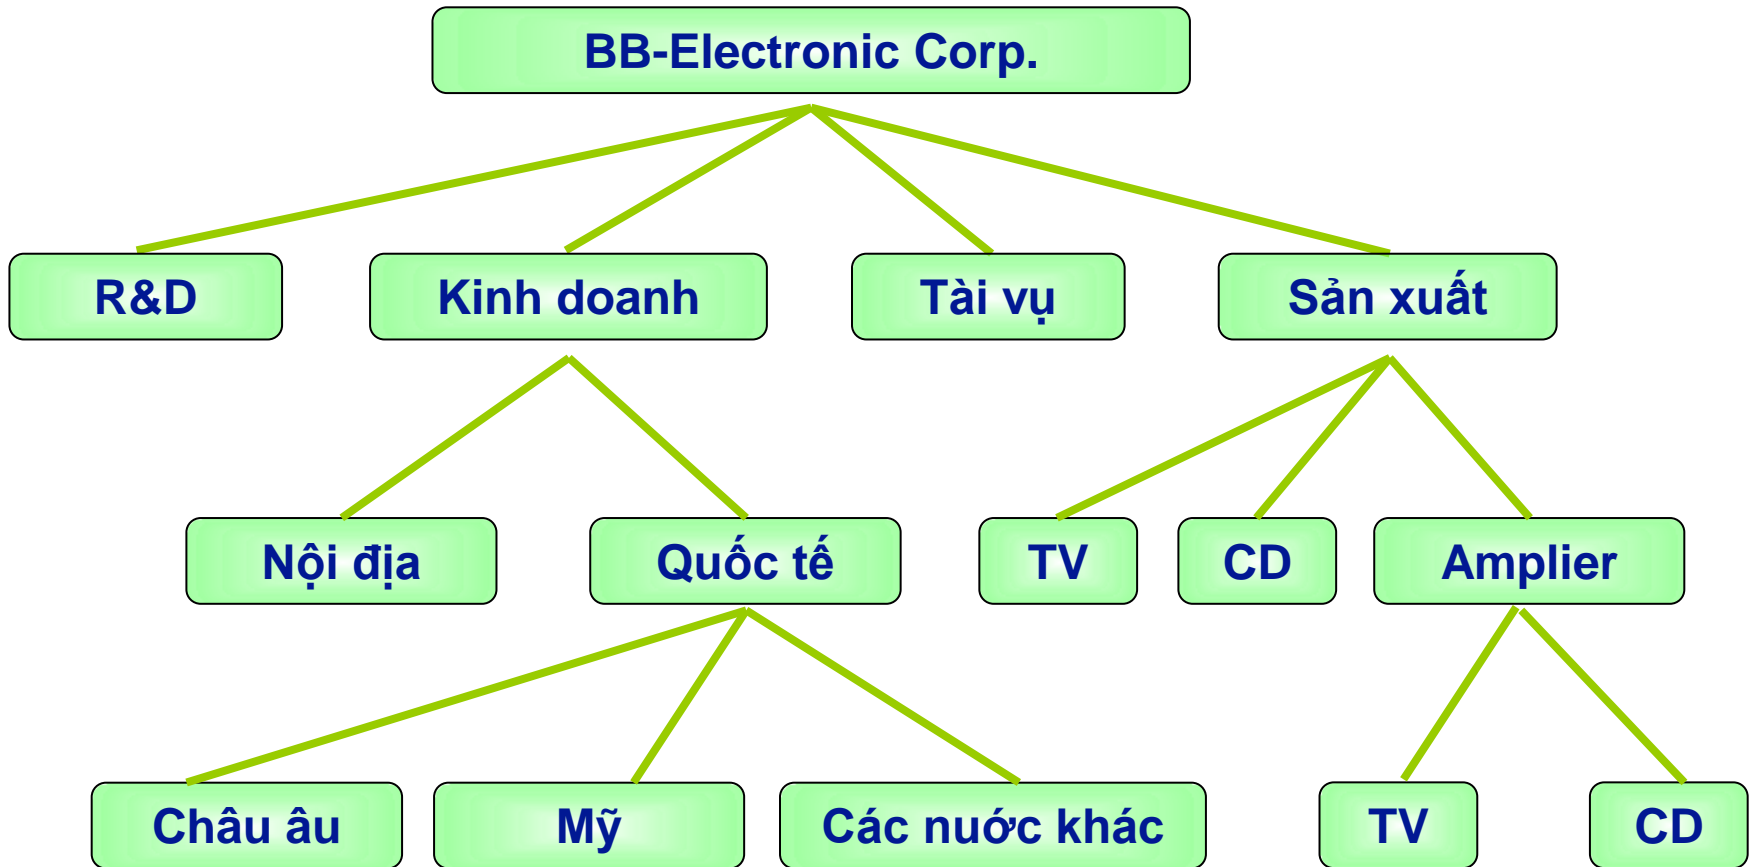 BB-Electronic Corp.
R&D
Kinh doanh
Tài vụ
Sản xuất
Nội địa
Quốc tế
TV
CD
Amplier
Châu âu
Mỹ
Các nuớc khác
TV
CD